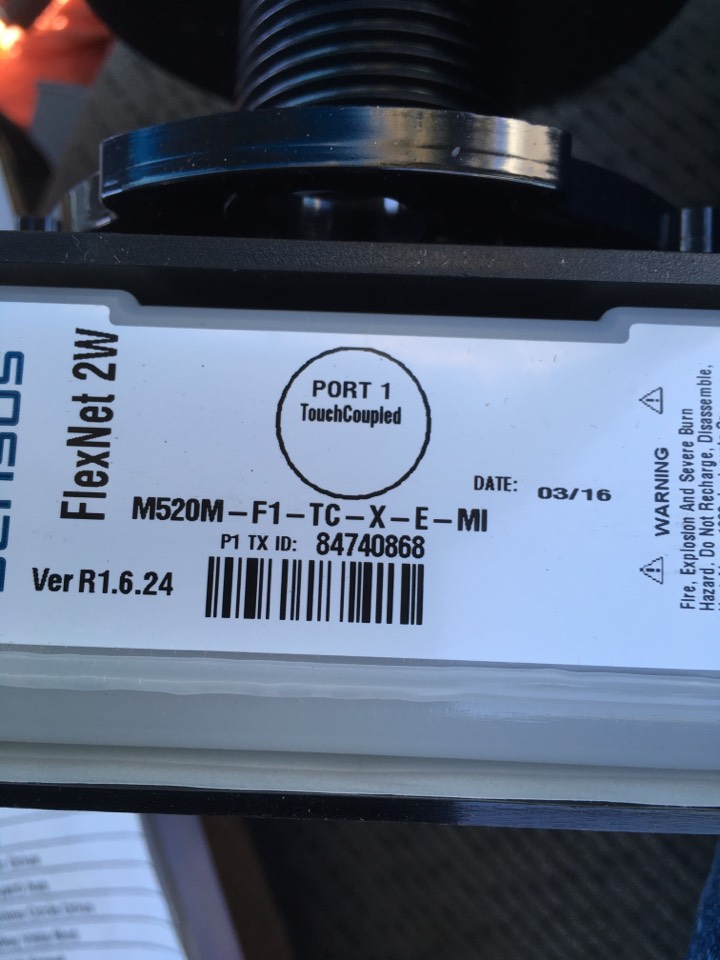 FlexNet 2W
PORT 1
TouchCoupled
DATE: 03/16
M520M-F1-TC-X-E-MI
P1 TX ID: 84740868
Ver R1.6.24
WARNING
Fire, Explosion And Severe Burn
Hazard. Do Not Recharge, Disassemble,